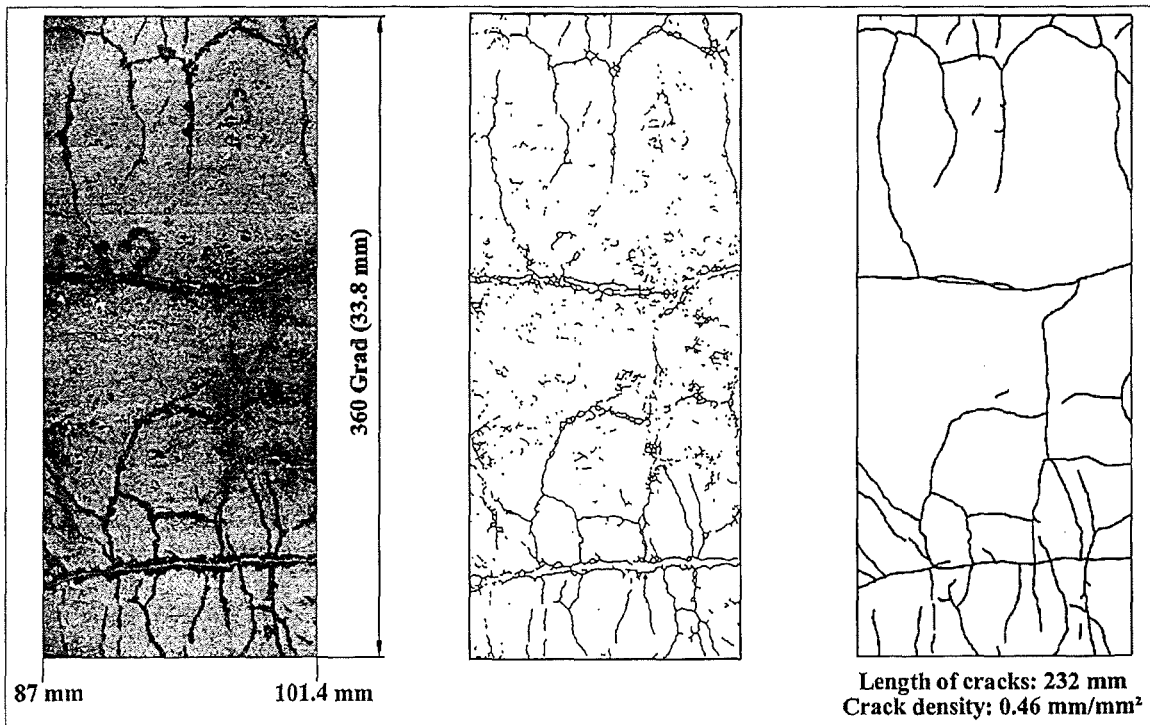 360 Grad (33.8 mm)
87 mm
101.4 mm
Length of cracks: 232 mm
Crack density: 0.46 mm/mm²